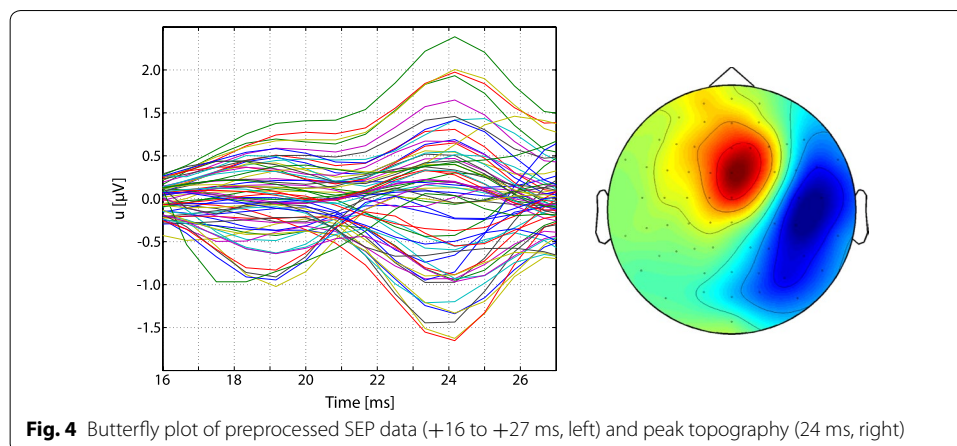 2.0
1.5
1.0
0.5
0.0
-0.5
-1.0
-1.5
u [µV]
16 18 20 22 24 26
Time [ms]
Fig. 4 Butterfly plot of preprocessed SEP data (+16 to +27 ms, left) and peak topography (24 ms, right)